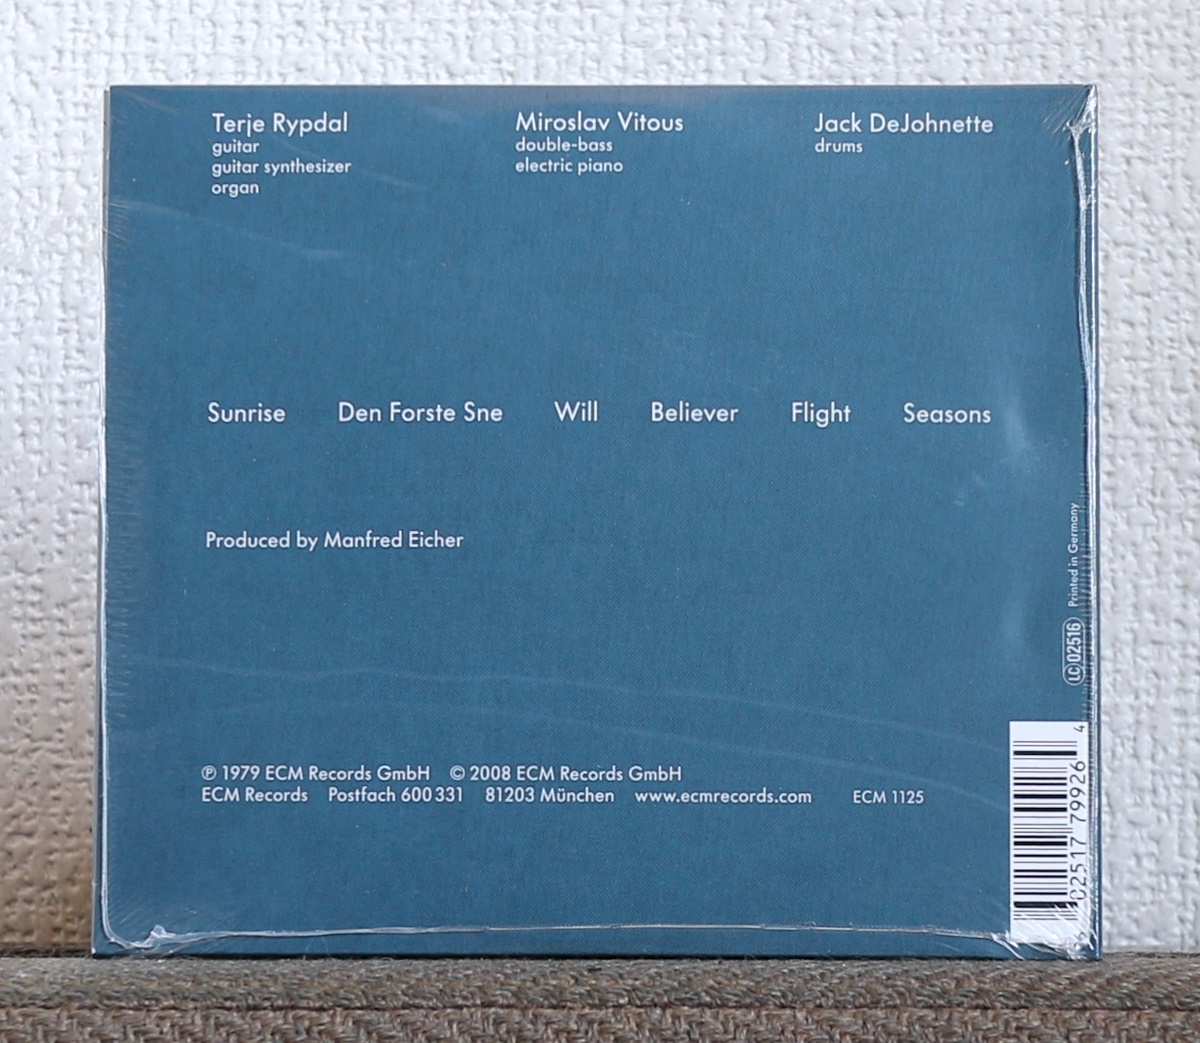 Terje Rypdal
guitar
guitar synthesizer
organ
Miroslav Vitous
double-bass
electric piano
Jack DeJohnette
drums
Sunrise Den Forste Sne Will Believer Flight Seasons
Produced by Manfred Eicher
℗ 1979 ECM Records GmbH © 2008 ECM Records GmbH
ECM Records Postfach 600 331 81203 München www.ecmrecords.com ECM 1125
LC 02516 Printed in Germany
02517 79926 4